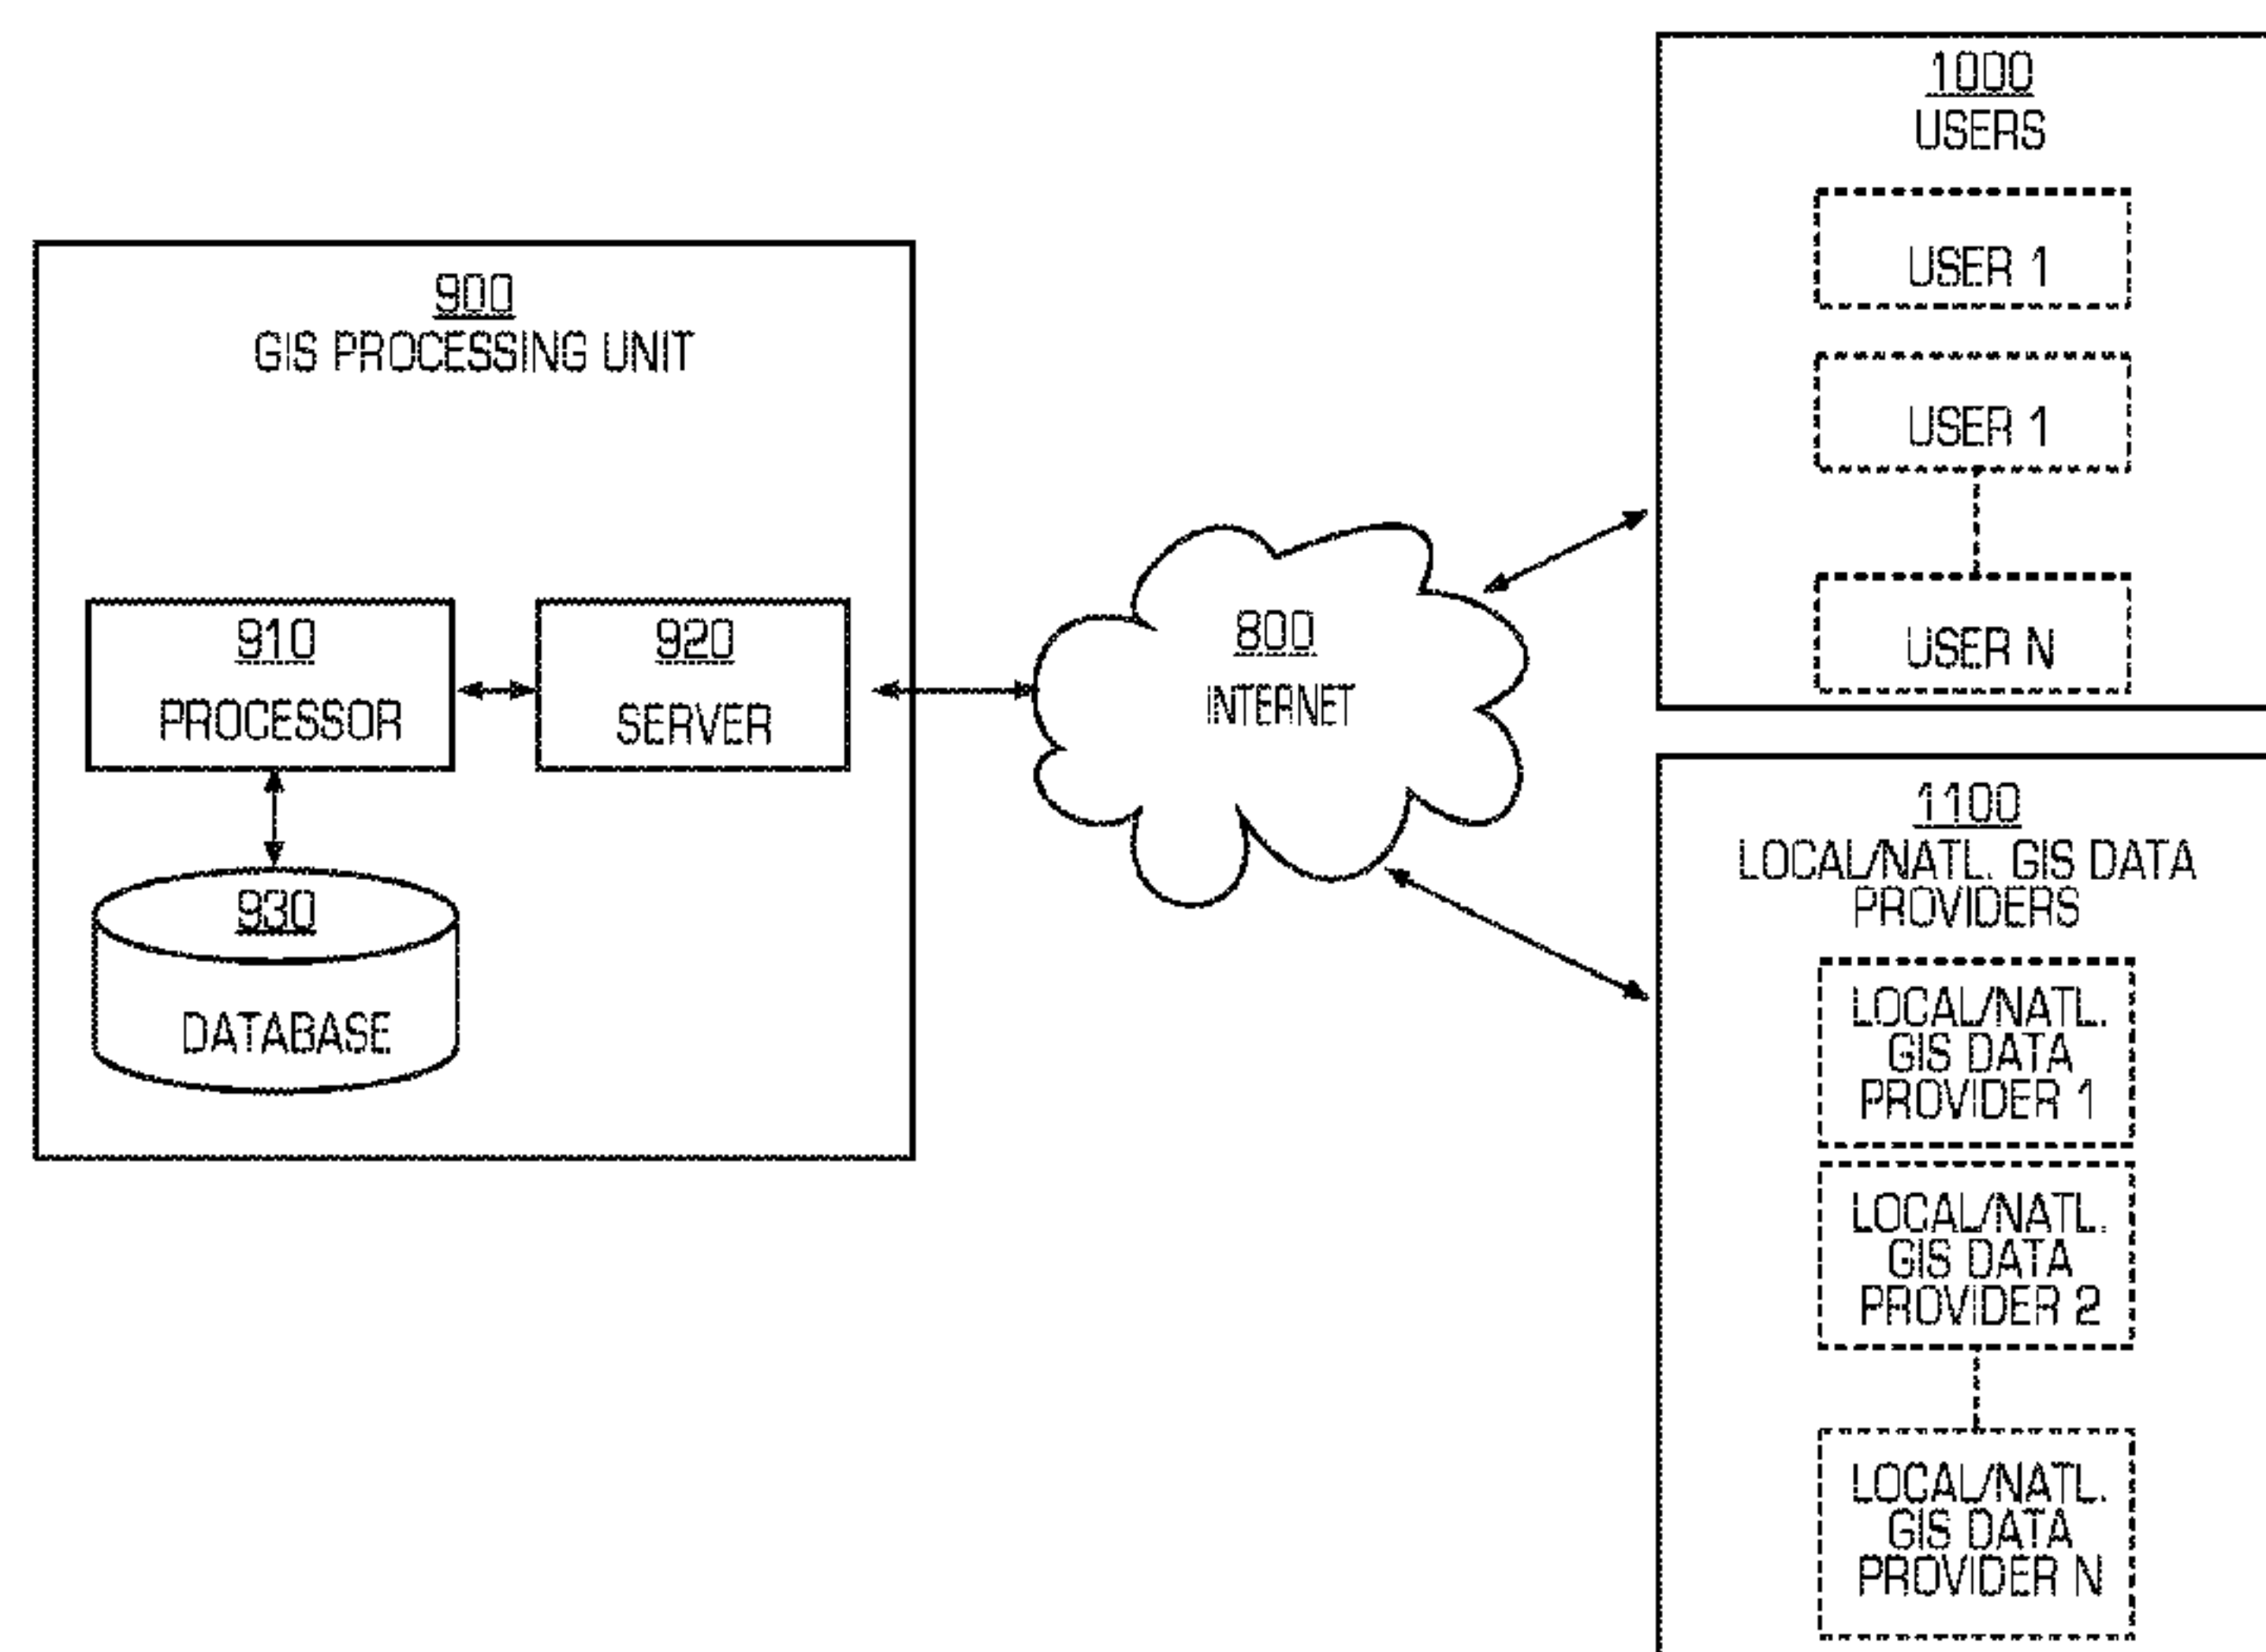 900
GIS PROCESSING UNIT
910
PROCESSOR
920
SERVER
930
DATABASE
800
INTERNET
1000
USERS
USER 1
USER 1
USER N
1100
LOCAL/NATL. GIS DATA
PROVIDERS
LOCAL/NATL.
GIS DATA
PROVIDER 1
LOCAL/NATL.
GIS DATA
PROVIDER 2
LOCAL/NATL.
GIS DATA
PROVIDER N